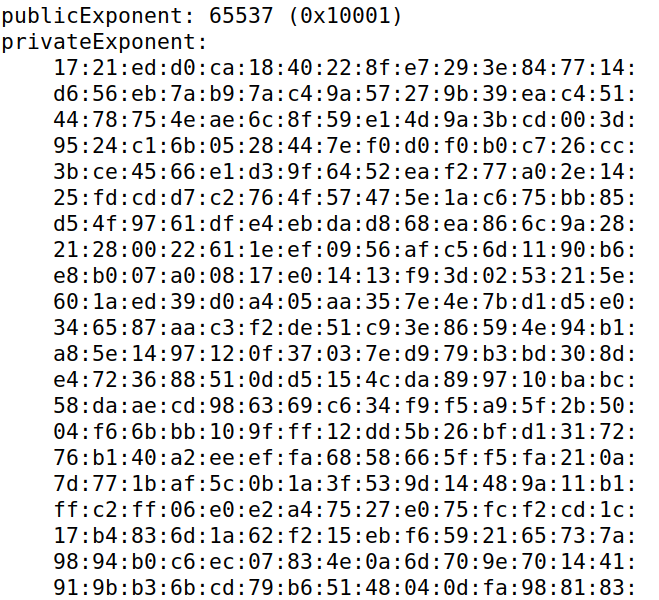 publicExponent: 65537 (0x10001)
privateExponent:
17:21:ed:d0:ca:18:40:22:8f:e7:29:3e:84:77:14:
d6:56:eb:7a:b9:7a:c4:9a:57:27:9b:39:ea:c4:51:
44:78:75:4e:ae:6c:8f:59:e1:4d:9a:3b:cd:00:3d:
95:24:c1:6b:05:28:44:7e:f0:d0:f0:b0:c7:26:cc:
3b:ce:45:66:e1:d3:9f:64:52:ea:f2:77:a0:2e:14:
25:fd:cd:d7:c2:76:4f:57:47:5e:1a:c6:75:bb:85:
d5:4f:97:61:df:e4:eb:da:d8:68:ea:86:6c:9a:28:
21:28:00:22:61:1e:ef:09:56:af:c5:6d:11:90:b6:
e8:b0:07:a0:08:17:e0:14:13:f9:3d:02:53:21:5e:
60:1a:ed:39:d0:a4:05:aa:35:7e:4e:7b:d1:d5:e0:
34:65:87:aa:c3:f2:de:51:c9:3e:86:59:4e:94:b1:
a8:5e:14:97:12:0f:37:03:7e:d9:79:b3:bd:30:8d:
e4:72:36:88:51:0d:d5:15:4c:da:89:97:10:ba:bc:
58:da:ae:cd:98:63:69:c6:34:f9:f5:a9:5f:2b:50:
04:f6:6b:bb:10:9f:ff:12:dd:5b:26:bf:d1:31:72:
76:b1:40:a2:ee:ef:fa:68:58:66:5f:f5:fa:21:0a:
7d:77:1b:af:5c:0b:1a:3f:53:9d:14:48:9a:11:b1:
ff:c2:ff:06:e0:e2:a4:75:27:e0:75:fc:f2:cd:1c:
17:b4:83:6d:1a:62:f2:15:eb:f6:59:21:65:73:7a:
98:94:b0:c6:ec:07:83:4e:0a:6d:70:9e:70:14:41:
91:9b:b3:6b:cd:79:b6:51:48:04:0d:fa:98:81:83: